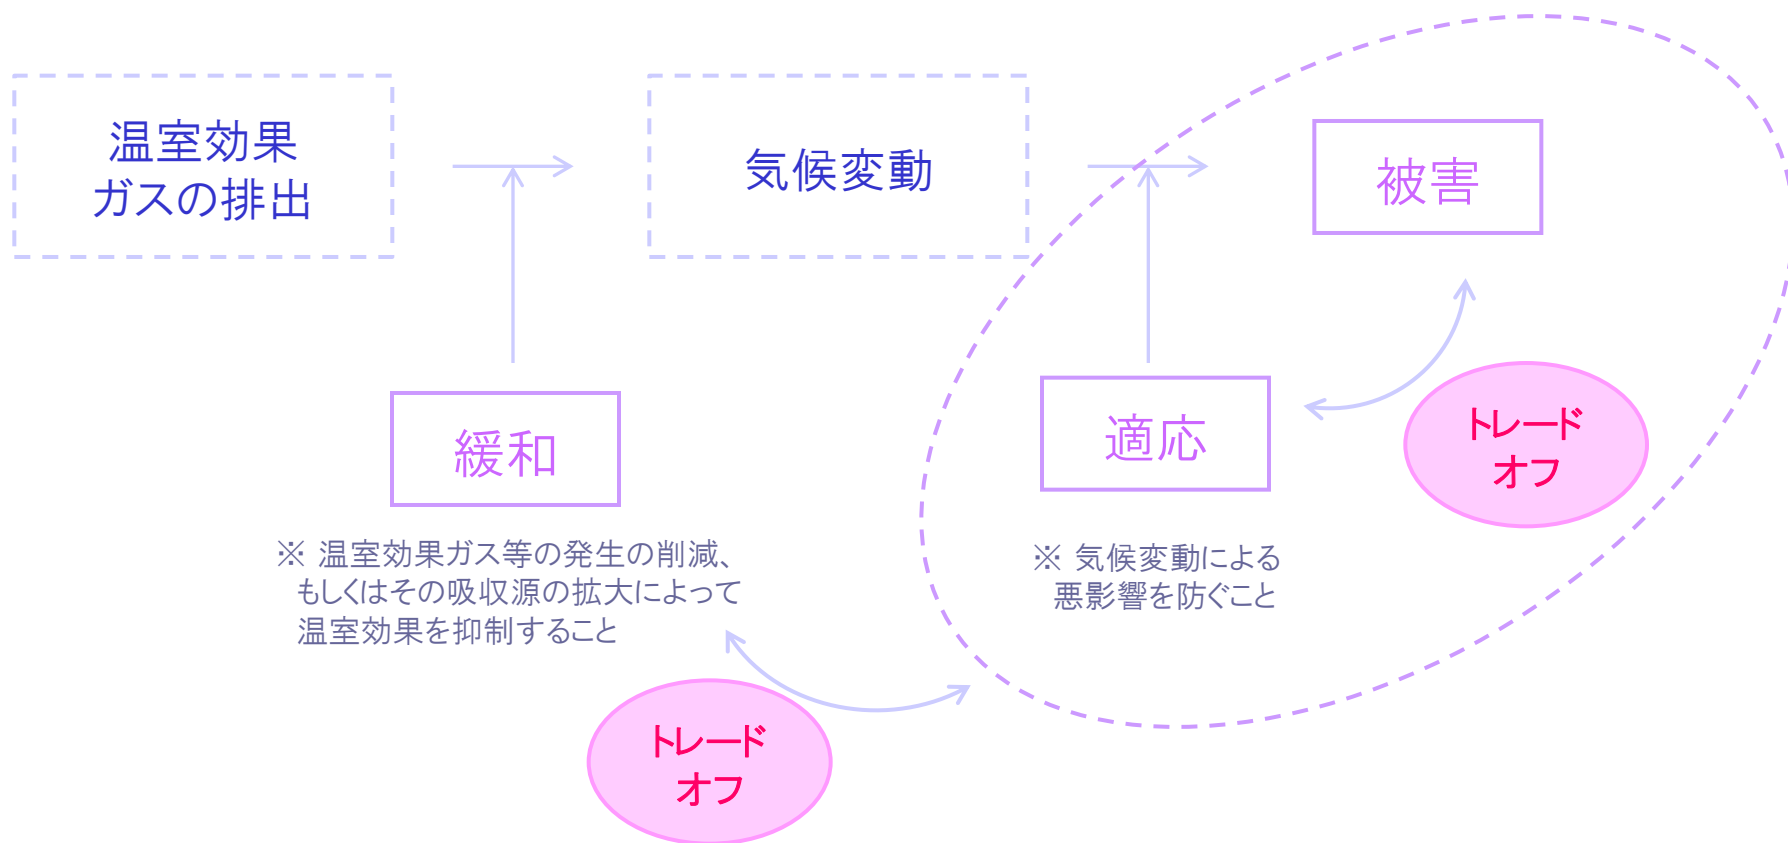 温室効果
ガスの排出
気候変動
被害
緩和
適応
トレード
オフ
※ 温室効果ガス等の発生の削減、
もしくはその吸収源の拡大によって
温室効果を抑制すること
※ 気候変動による
悪影響を防ぐこと
トレード
オフ